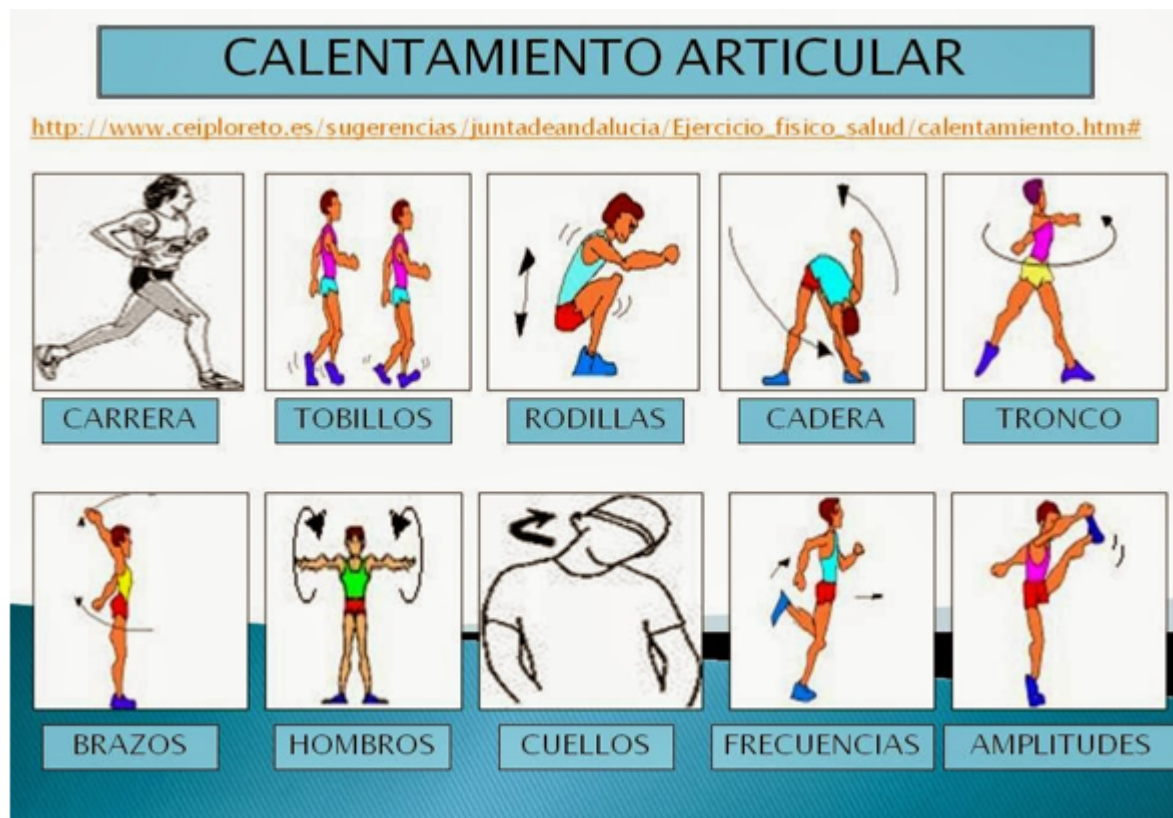 CALENTAMIENTO ARTICULAR
http://www.ceiploreto.es/sugerencias/juntadeandalucia/Ejercicio_fisico_salud/calentamiento.htm#
CARRERA
TOBILLOS
RODILLAS
CADERA
TRONCO
BRAZOS
HOMBROS
CUELLOS
FRECUENCIAS
AMPLITUDES